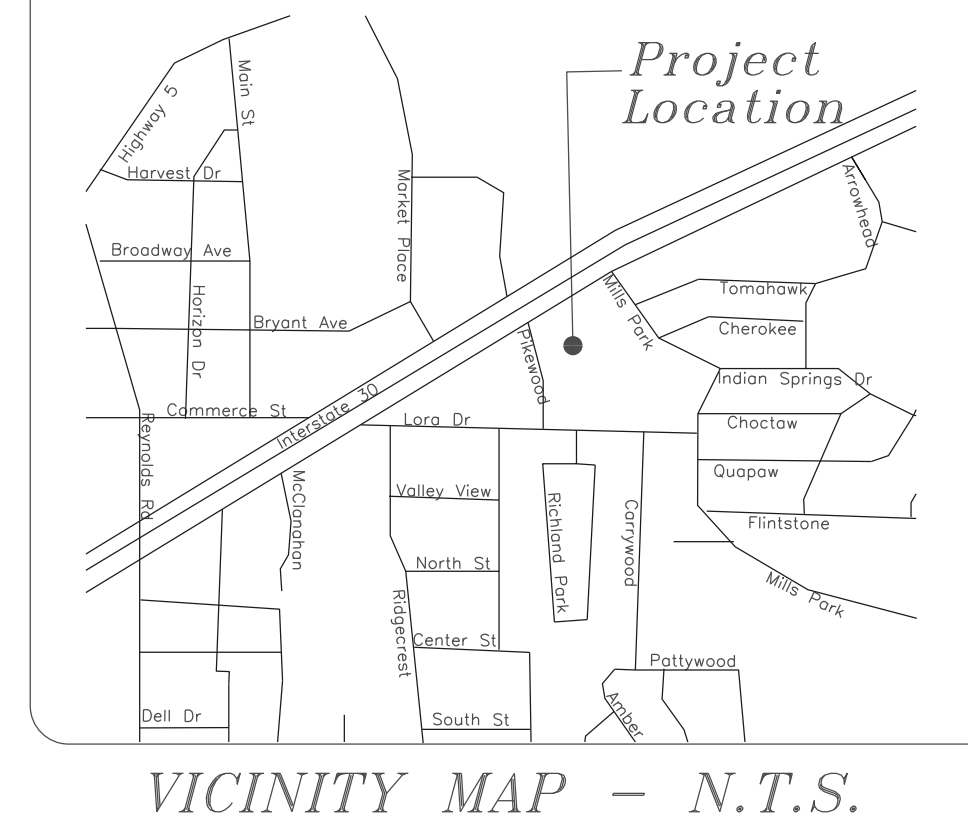 Project
Location
Main St
Highway 5
Harvest Dr
Market Place
Arrowhead
Broadway Ave
Horizon Dr
Bryant Ave
Mills Park
Tomahawk
Cherokee
Pikewood
Indian Springs Dr
Interstate 30
Commerce St
Lora Dr
Choctaw
Reynolds Rd
McClanahan
Valley View
Richland Park
Carrywood
Quapaw
Flintstone
North St
Ridgecrest
Mills Park
Center St
Pattywood
Dell Dr
South St
Amber
VICINITY MAP – N.T.S.